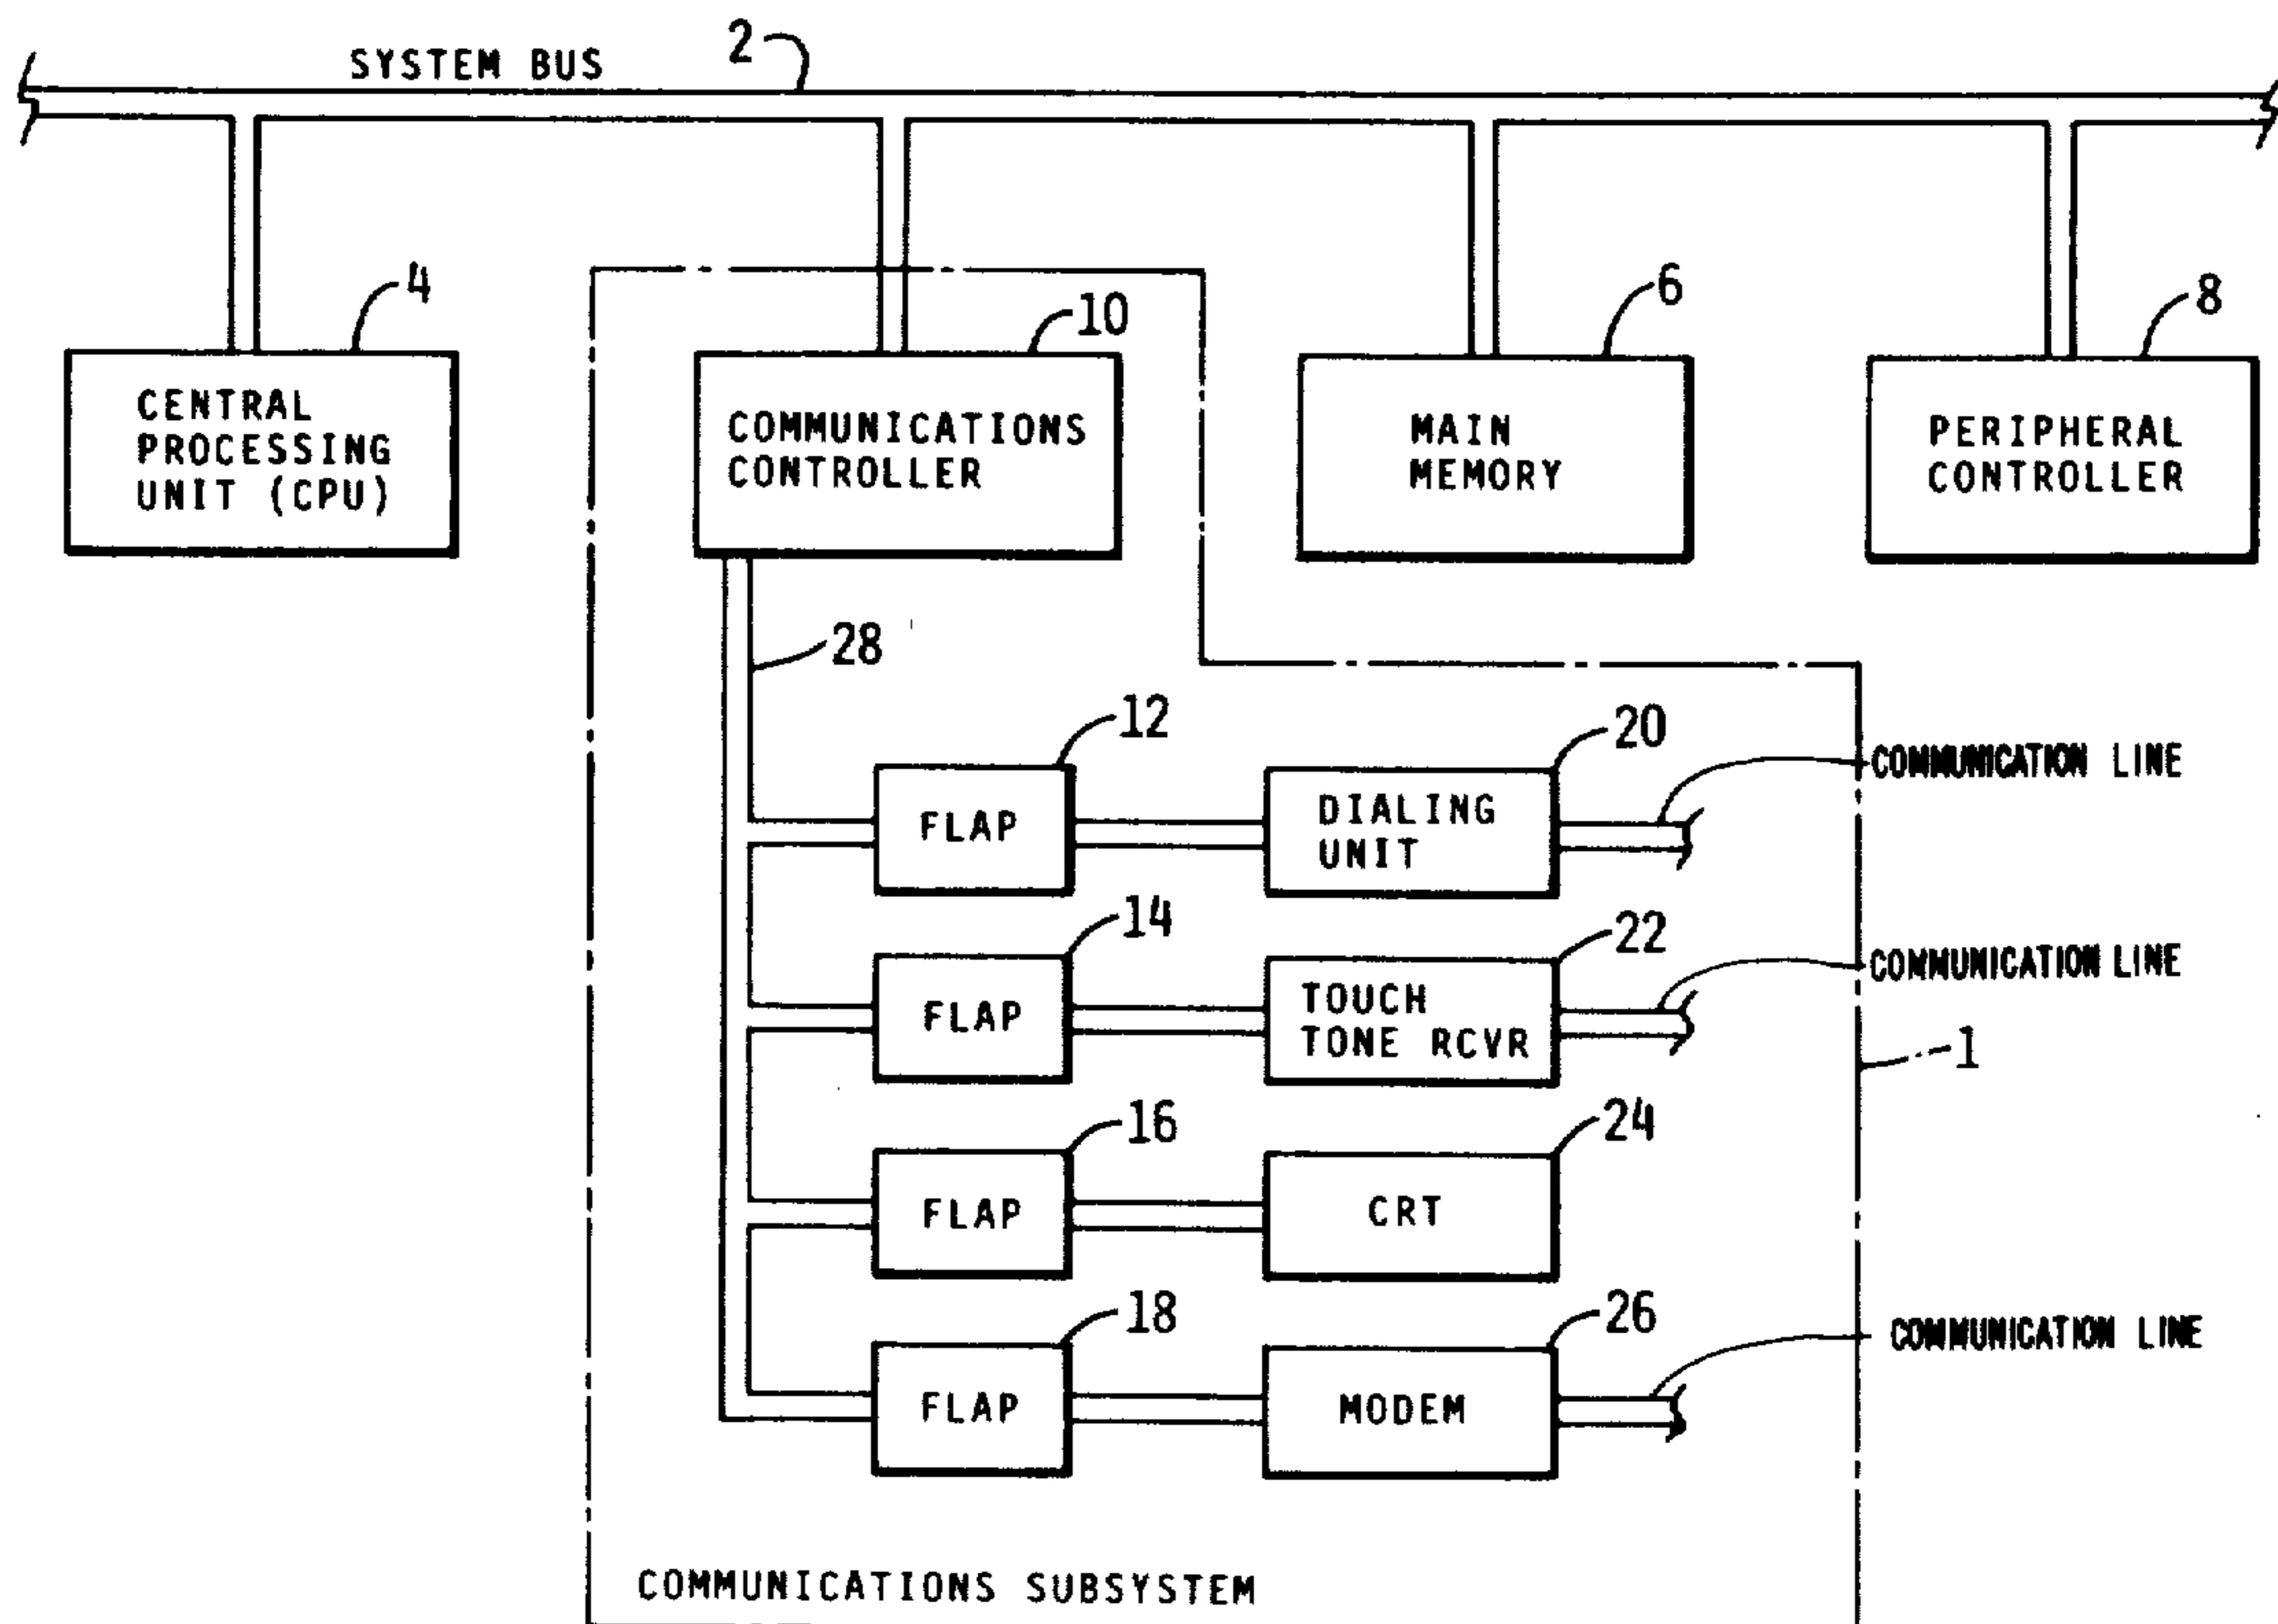 SYSTEM BUS
2
4
10
6
8
CENTRAL
PROCESSING
UNIT (CPU)
COMMUNICATIONS
CONTROLLER
MAIN
MEMORY
PERIPHERAL
CONTROLLER
28
12
20
COMMUNICATION LINE
FLAP
DIALING
UNIT
14
22
COMMUNICATION LINE
FLAP
TOUCH
TONE RCVR
1
16
24
FLAP
CRT
18
26
COMMUNICATION LINE
FLAP
MODEM
COMMUNICATIONS SUBSYSTEM